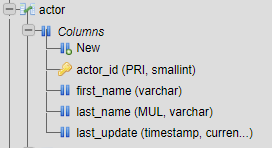 actor
Columns
New
actor_id (PRI, smallint)
first_name (varchar)
last_name (MUL, varchar)
last_update (timestamp, curren...)